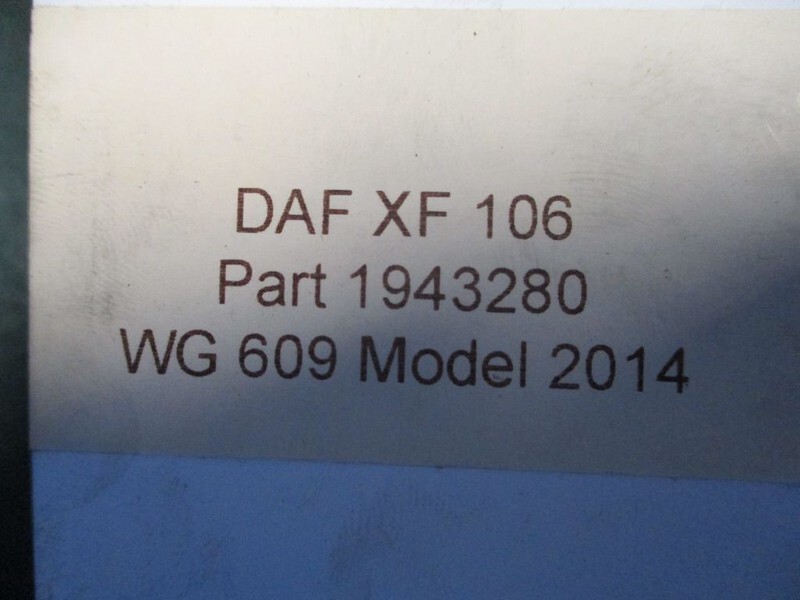 DAF XF 106
Part 1943280
WG 609 Model 2014